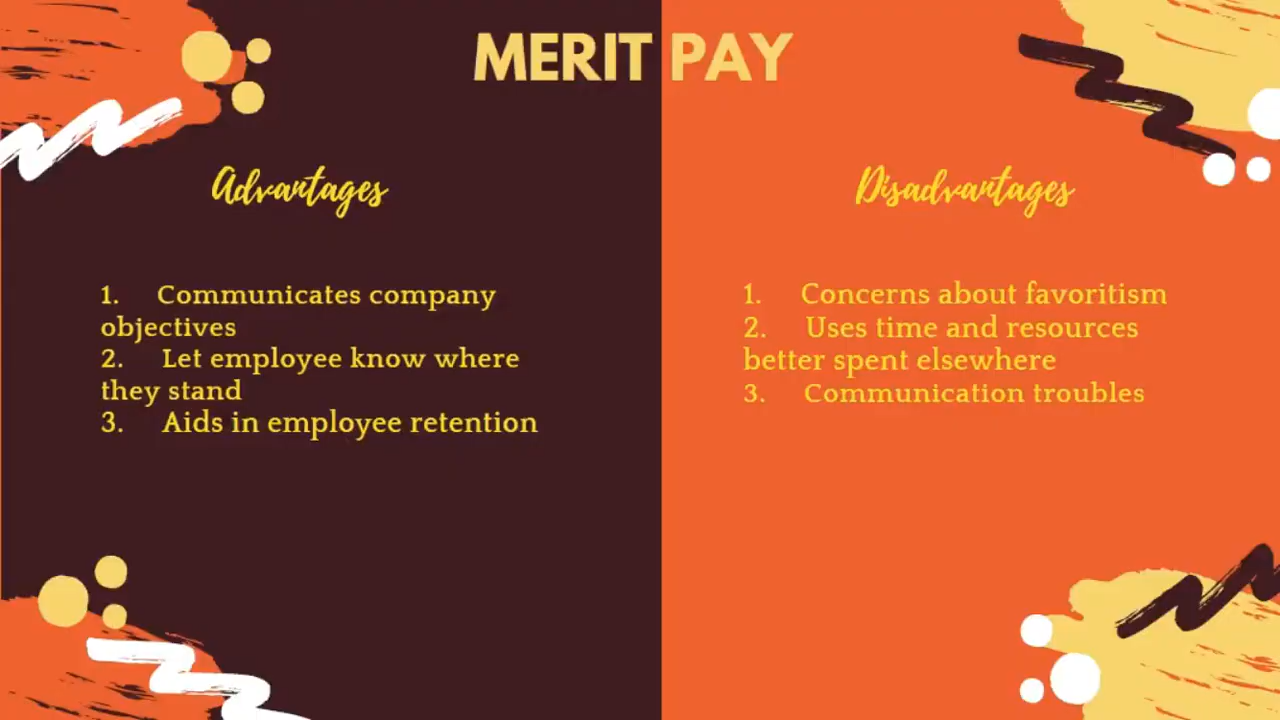 MERIT PAY
Advantages
1. Communicates company
objectives
2. Let employee know where
they stand
3. Aids in employee retention
Disadvantages
1. Concerns about favoritism
2. Uses time and resources
better spent elsewhere
3. Communication troubles